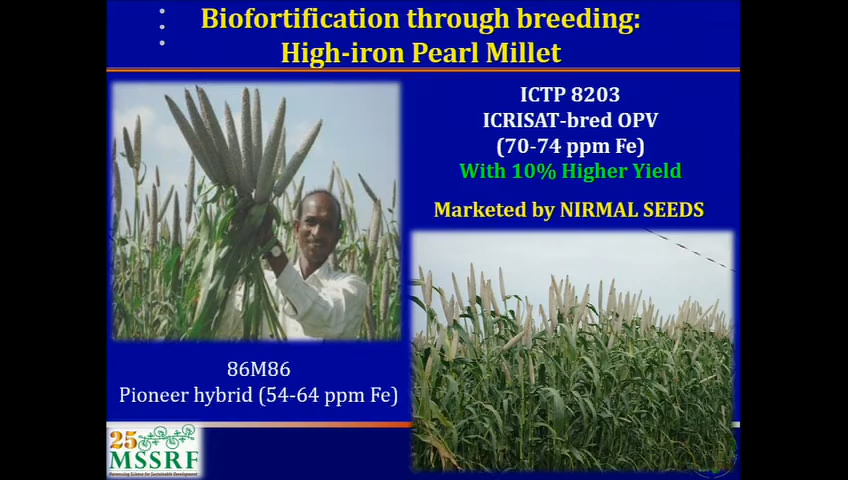 Biofortification through breeding:
High-iron Pearl Millet
ICTP 8203
ICRISAT-bred OPV
(70-74 ppm Fe)
With 10% Higher Yield
Marketed by NIRMAL SEEDS
86M86
Pioneer hybrid (54-64 ppm Fe)
25
MSSRF